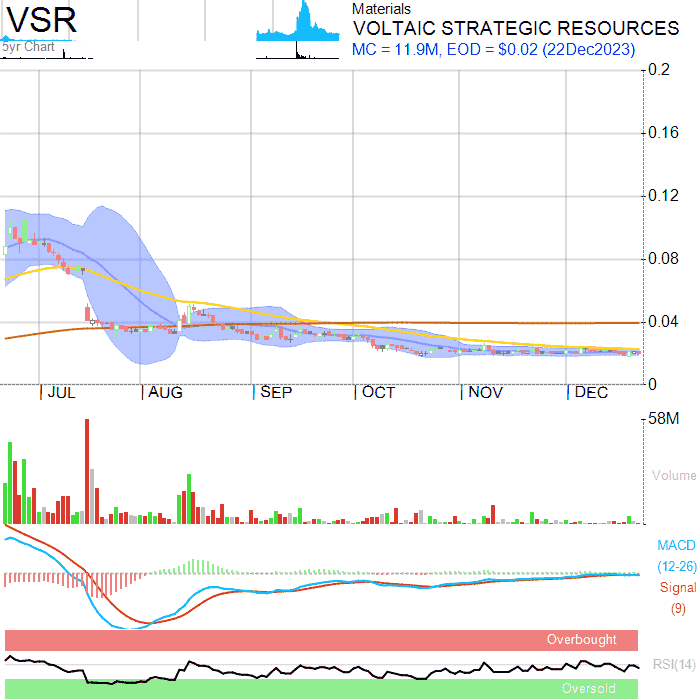 VSR
5yr Chart
Materials
VOLTAIC STRATEGIC RESOURCES
MC = 11.9M, EOD = $0.02 (22Dec2023)
0.2
0.16
0.12
0.08
0.04
0
JUL AUG SEP OCT NOV DEC
58M
Volume
MACD
(12-26)
Signal
(9)
Overbought
RSI(14)
Oversold